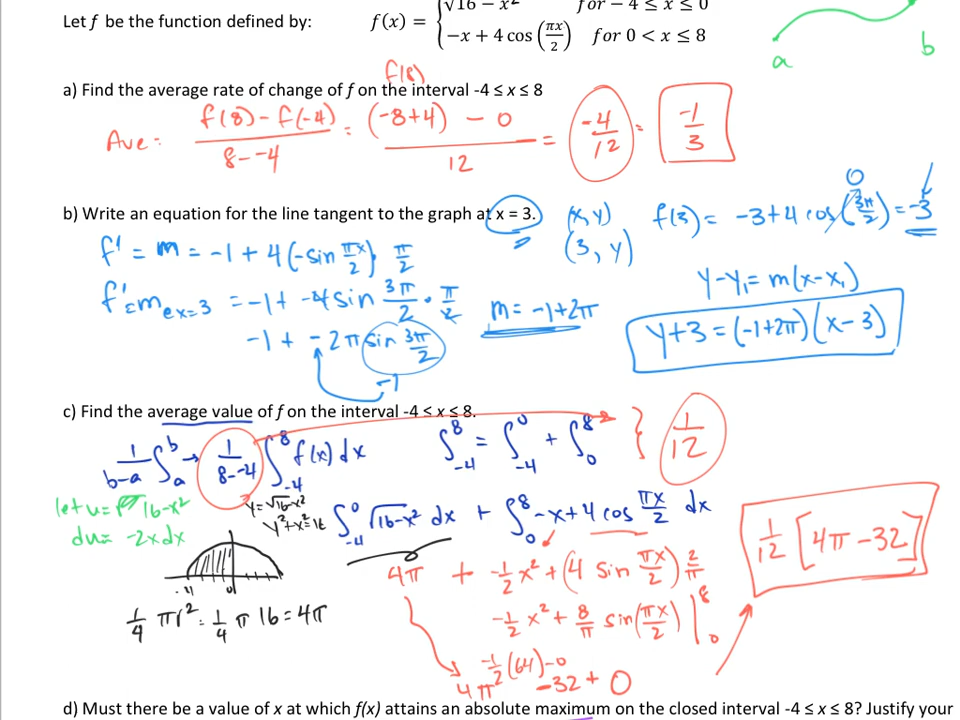 √16 − x² for − 4 ≤ x ≤ 0
Let f be the function defined by: f(x) = {
−x + 4 cos (πx/2) for 0 < x ≤ 8
a b
f(8)
a) Find the average rate of change of f on the interval -4 ≤ x ≤ 8
Ave: f(8) - f(-4) / 8--4 = (-8+4) - 0 / 12 = -4/12 = -1/3
b) Write an equation for the line tangent to the graph at x = 3. (x, y) f(3) = -3+4 cos(3π/2) = -3
0
(3, y)
f' = m = -1 + 4(-sin πx/2) π/2
y-y₁ = m(x-x₁)
f' = m @x=3 = -1 + -4 sin 3π/2 · π/2 m = -1+2π
y+3 = (-1+2π)(x-3)
-1 + -2π (sin 3π/2)
-1
c) Find the average value of f on the interval -4 < x ≤ 8.
1/b-a ∫ₐᵇ → 1/8--4 ∫₋₄⁸ f(x) dx ∫₋₄⁸ = ∫₋₄⁰ + ∫₀⁸ } 1/12
let u = 16-x² y=√16-x²
du = -2x dx y²+x²=16 ∫₋₄⁰ √16-x² dx + ∫₀⁸ -x+4 cos πx/2 dx
1/12 [4π-32]
4π + -1/2 x² + (4 sin πx/2) 2/π
-4 0
1/4 πr² = 1/4 π 16 = 4π
-1/2 x² + 8/π sin(πx/2) |₀⁸
-1/2 (64) -0
4π -32 + 0
d) Must there be a value of x at which f(x) attains an absolute maximum on the closed interval -4 ≤ x ≤ 8? Justify your